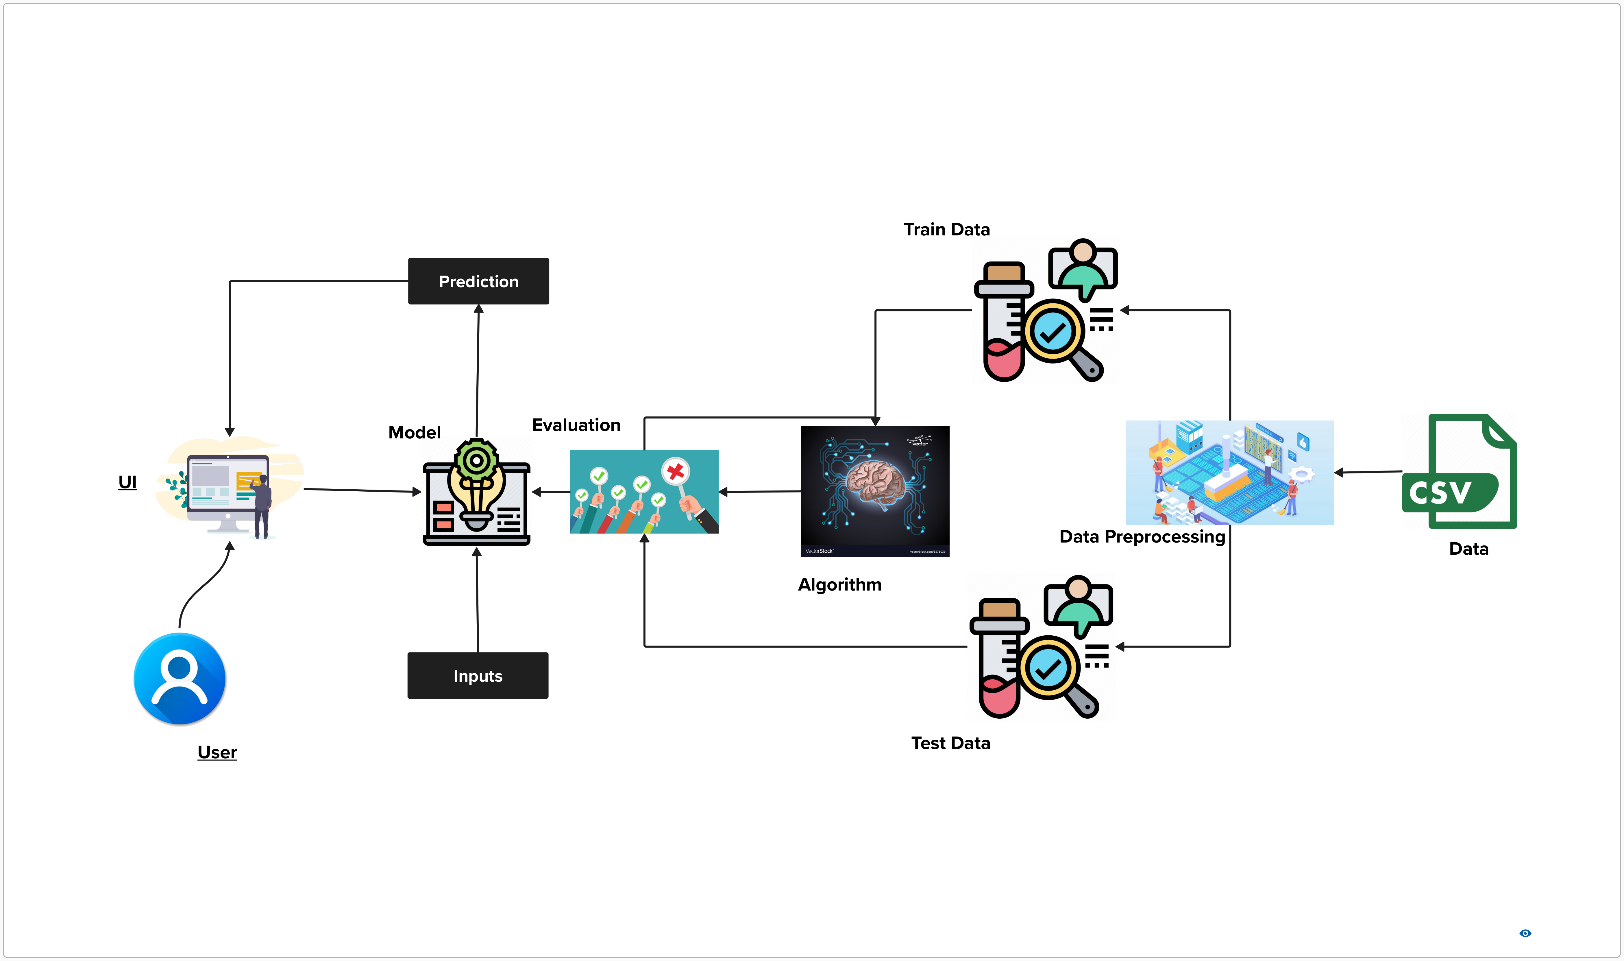 Train Data
Prediction
Model
Evaluation
UI
CSV
Data Preprocessing
Data
Algorithm
Inputs
Test Data
User